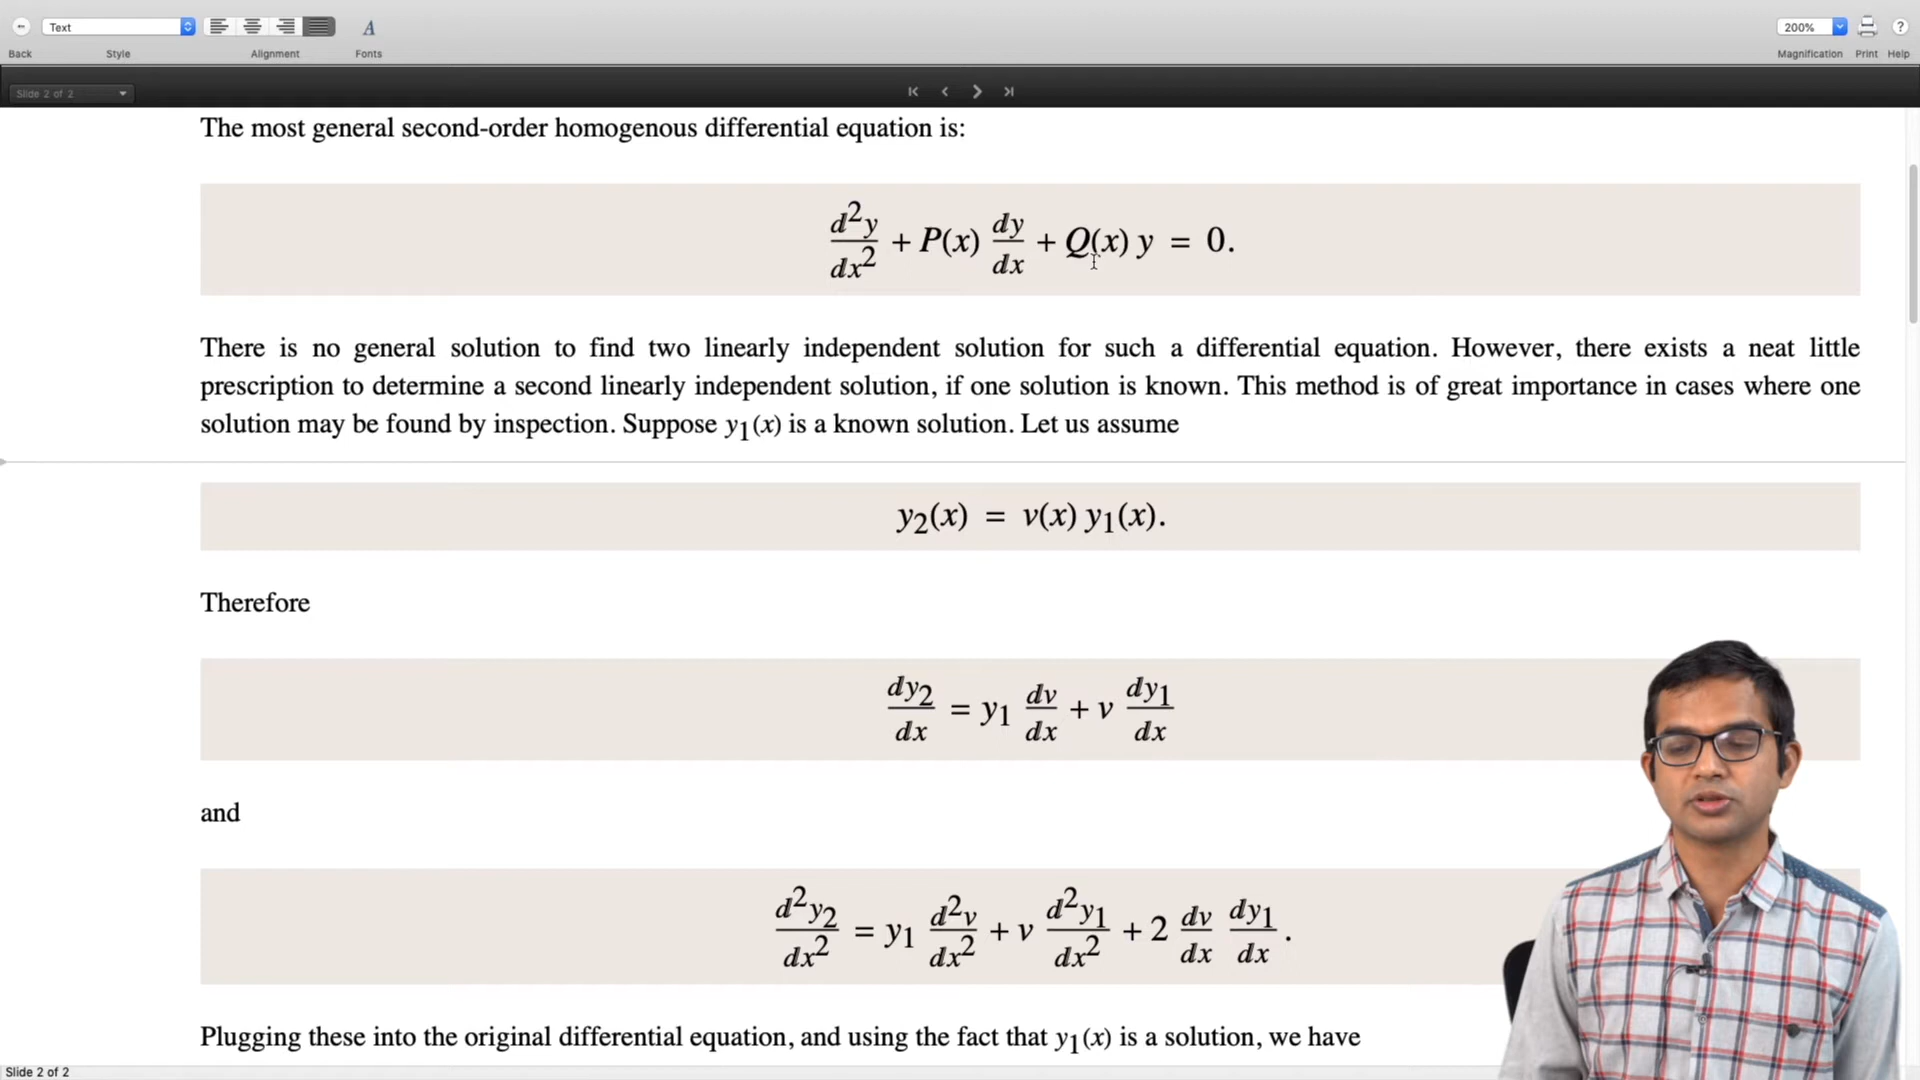 Text
200%
Back Style Alignment Fonts Magnification Print Help
Slide 2 of 2
The most general second-order homogenous differential equation is:
d²y/dx² + P(x) dy/dx + Q(x) y = 0.
There is no general solution to find two linearly independent solution for such a differential equation. However, there exists a neat little
prescription to determine a second linearly independent solution, if one solution is known. This method is of great importance in cases where one
solution may be found by inspection. Suppose y₁(x) is a known solution. Let us assume
y₂(x) = v(x) y₁(x).
Therefore
dy₂/dx = y₁ dv/dx + v dy₁/dx
and
d²y₂/dx² = y₁ d²v/dx² + v d²y₁/dx² + 2 dv/dx dy₁/dx .
Plugging these into the original differential equation, and using the fact that y₁(x) is a solution, we have
Slide 2 of 2